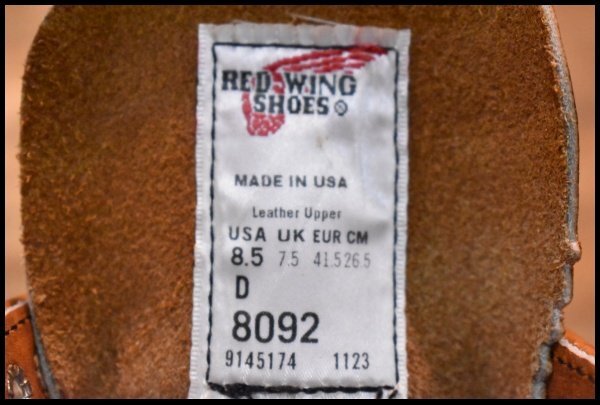 RED WING
SHOES
MADE IN USA
Leather Upper
USA UK EUR CM
8.5 7.5 41.5 26.5
D
8092
9145174 1123